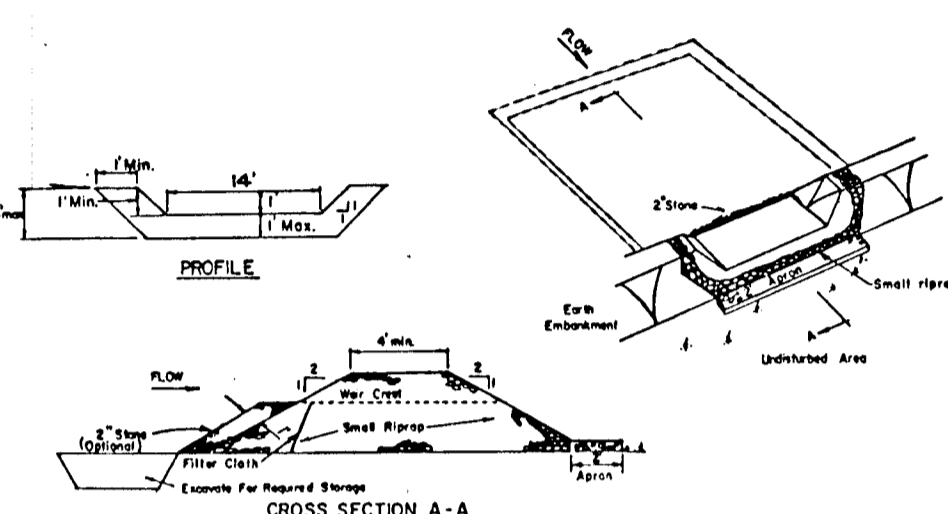 1' Min.
14'
1' Min.
1'
1' Max.
max
1
1
PROFILE
FLOW
A
2" Stone
Apron
Small ripr
Earth
Embankment
A
Undisturbed Area
4' min.
FLOW
2
1
2
1
Weir Crest
2" Stone
(Optional)
Small Riprap
Filter Cloth
Apron
Excavate For Required Storage
CROSS SECTION A-A